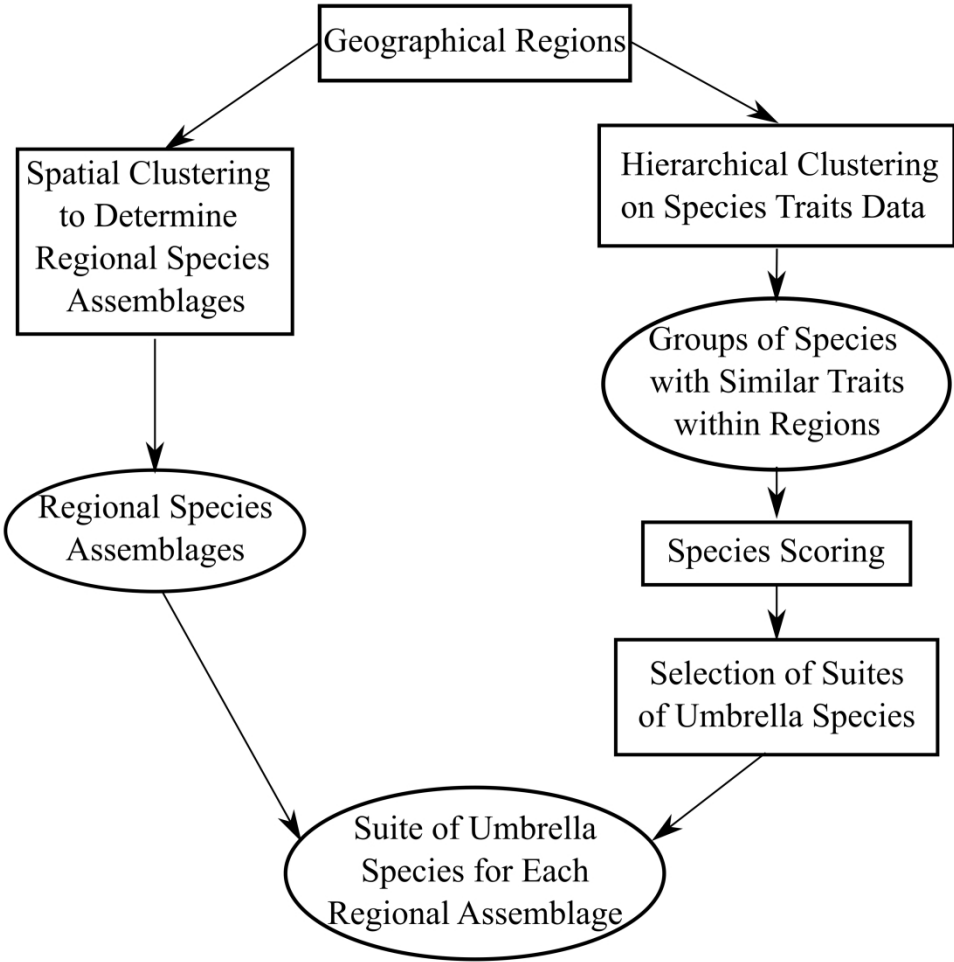 Geographical Regions
Spatial Clustering
to Determine
Regional Species
Assemblages
Hierarchical Clustering
on Species Traits Data
Groups of Species
with Similar Traits
within Regions
Regional Species
Assemblages
Species Scoring
Selection of Suites
of Umbrella Species
Suite of Umbrella
Species for Each
Regional Assemblage